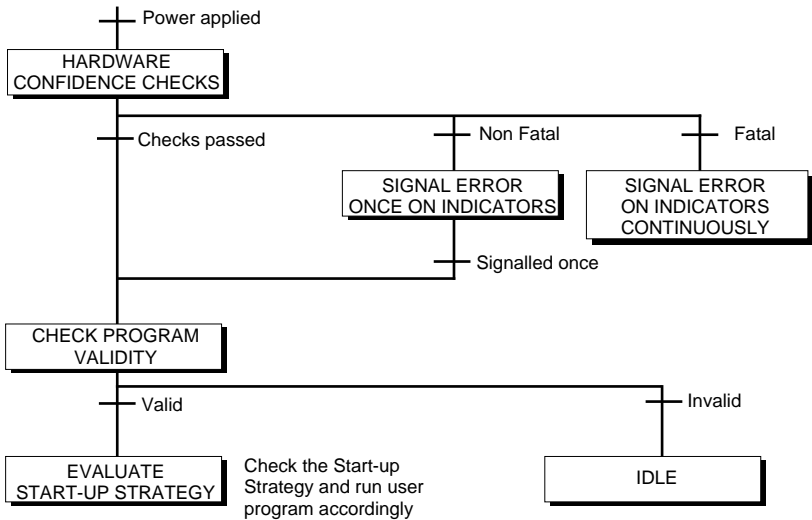 Power applied
HARDWARE
CONFIDENCE CHECKS
Checks passed
Non Fatal
Fatal
SIGNAL ERROR
ONCE ON INDICATORS
SIGNAL ERROR
ON INDICATORS
CONTINUOUSLY
Signalled once
CHECK PROGRAM
VALIDITY
Valid
Invalid
EVALUATE
START-UP STRATEGY
Check the Start-up
Strategy and run user
program accordingly
IDLE